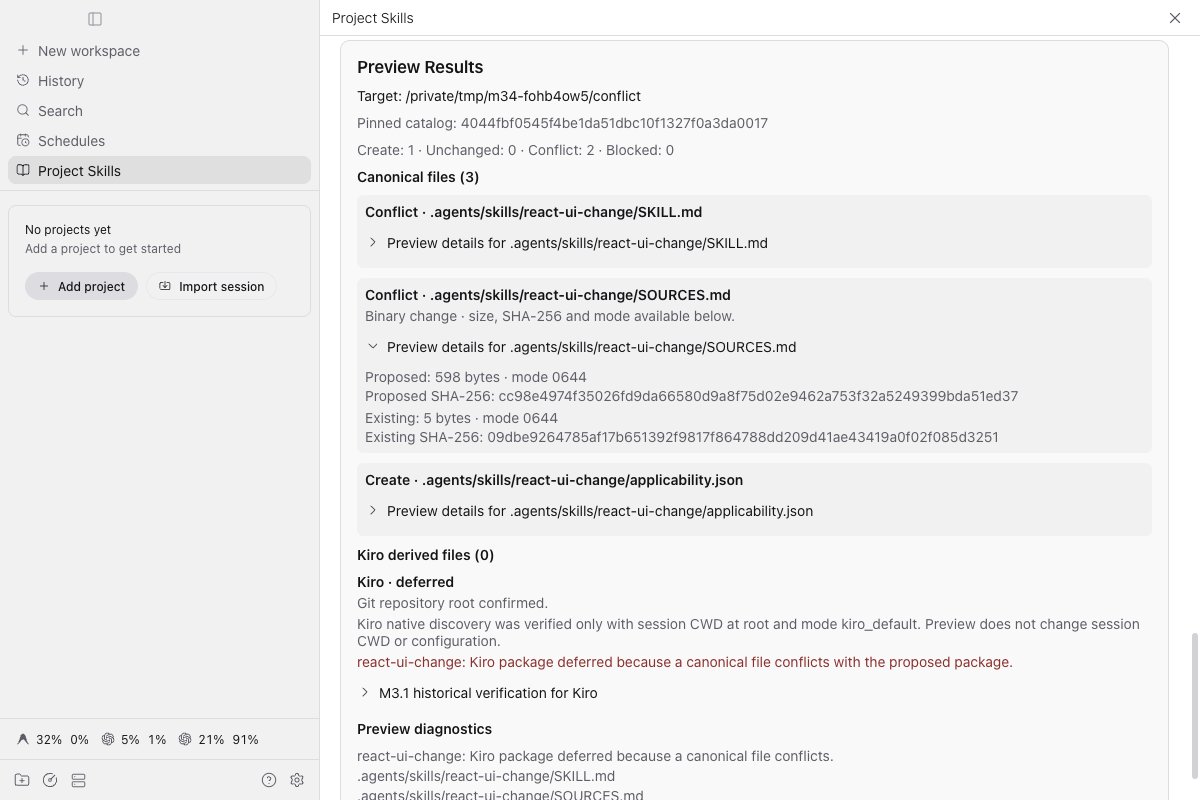 Project Skills
New workspace
History
Search
Schedules
Project Skills
No projects yet
Add a project to get started
Add project
Import session
32% 0% 5% 1% 21% 91%
Preview Results
Target: /private/tmp/m34-fohb4ow5/conflict
Pinned catalog: 4044fbf0545f4be1da51dbc10f1327f0a3da0017
Create: 1 · Unchanged: 0 · Conflict: 2 · Blocked: 0
Canonical files (3)
Conflict · .agents/skills/react-ui-change/SKILL.md
Preview details for .agents/skills/react-ui-change/SKILL.md
Conflict · .agents/skills/react-ui-change/SOURCES.md
Binary change · size, SHA-256 and mode available below.
Preview details for .agents/skills/react-ui-change/SOURCES.md
Proposed: 598 bytes · mode 0644
Proposed SHA-256: cc98e4974f35026fd9da66580d9a8f75d02e9462a753f32a5249399bda51ed37
Existing: 5 bytes · mode 0644
Existing SHA-256: 09dbe9264785af17b651392f9817f864788dd209d41ae43419a0f02f085d3251
Create · .agents/skills/react-ui-change/applicability.json
Preview details for .agents/skills/react-ui-change/applicability.json
Kiro derived files (0)
Kiro · deferred
Git repository root confirmed.
Kiro native discovery was verified only with session CWD at root and mode kiro_default. Preview does not change session
CWD or configuration.
react-ui-change: Kiro package deferred because a canonical file conflicts with the proposed package.
M3.1 historical verification for Kiro
Preview diagnostics
react-ui-change: Kiro package deferred because a canonical file conflicts.
.agents/skills/react-ui-change/SKILL.md
.agents/skills/react-ui-change/SOURCES.md